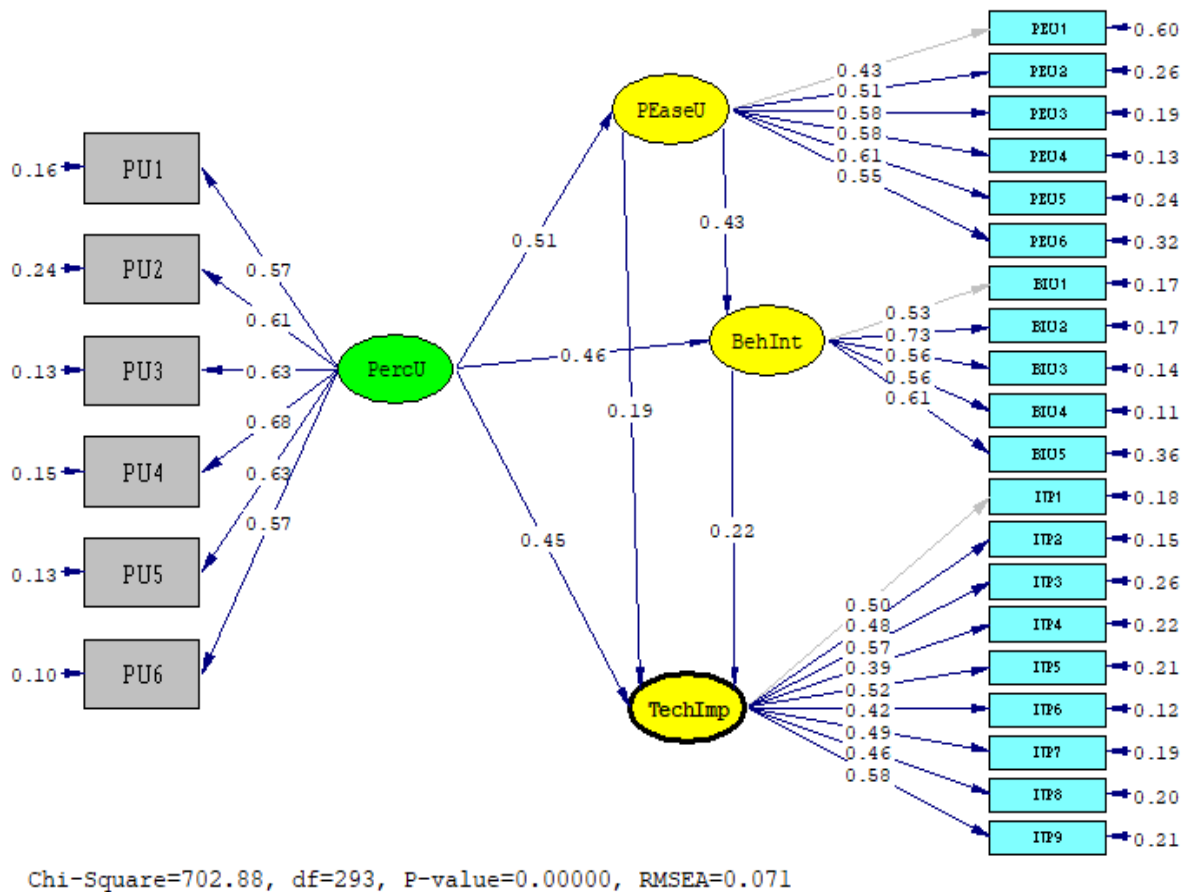 PEU1
0.60
0.43
PEU2
0.26
0.51
PEaseU
PEU3
0.19
0.58
0.58
PEU4
0.13
0.61
0.55
PEU5
0.24
PEU6
0.32
0.16
PU1
0.57
0.24
PU2
0.61
0.13
PU3
0.63
0.15
PU4
0.68
0.13
PU5
0.63
0.10
PU6
0.57
PercU
0.51
0.43
0.46
0.19
0.45
0.22
BehInt
BIU1
0.17
0.53
BIU2
0.17
0.73
BIU3
0.14
0.56
BIU4
0.11
0.56
BIU5
0.36
0.61
TechImp
ITP1
0.18
0.50
ITP2
0.15
0.48
ITP3
0.26
0.57
ITP4
0.22
0.39
ITP5
0.21
0.52
ITP6
0.12
0.42
ITP7
0.19
0.49
ITP8
0.20
0.46
ITP9
0.21
0.58
Chi-Square=702.88, df=293, P-value=0.00000, RMSEA=0.071